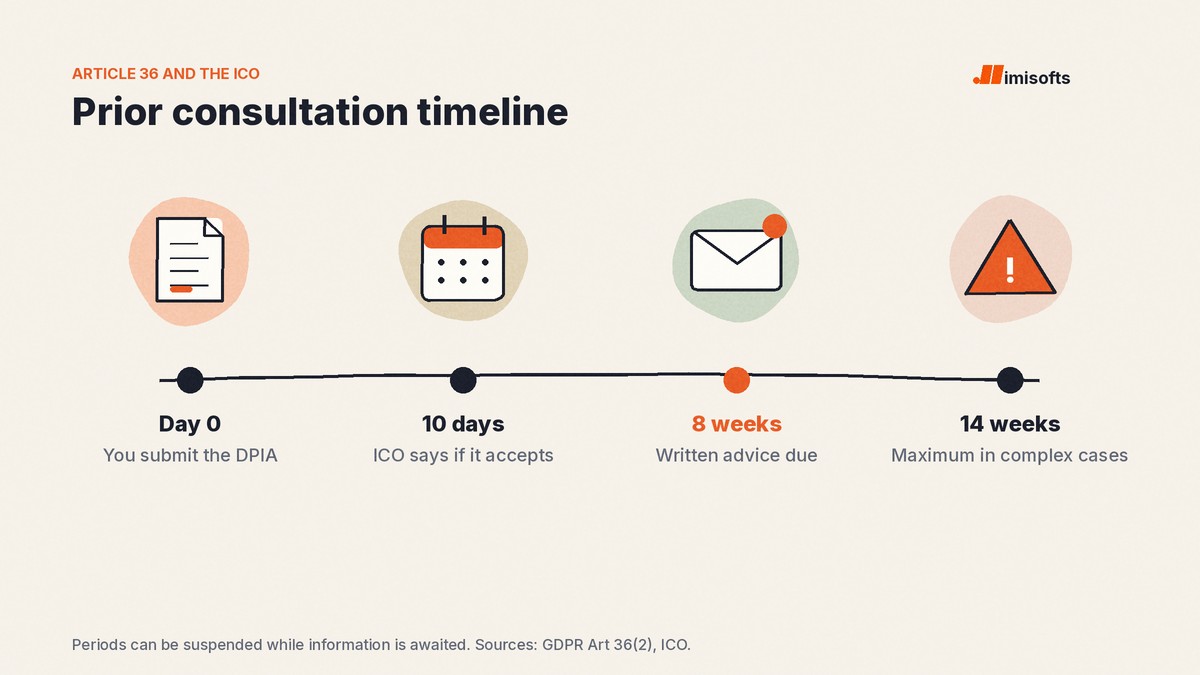 ARTICLE 36 AND THE ICO
imisofts
Prior consultation timeline
Day 0
You submit the DPIA
10 days
ICO says if it accepts
8 weeks
Written advice due
14 weeks
Maximum in complex cases
Periods can be suspended while information is awaited. Sources: GDPR Art 36(2), ICO.